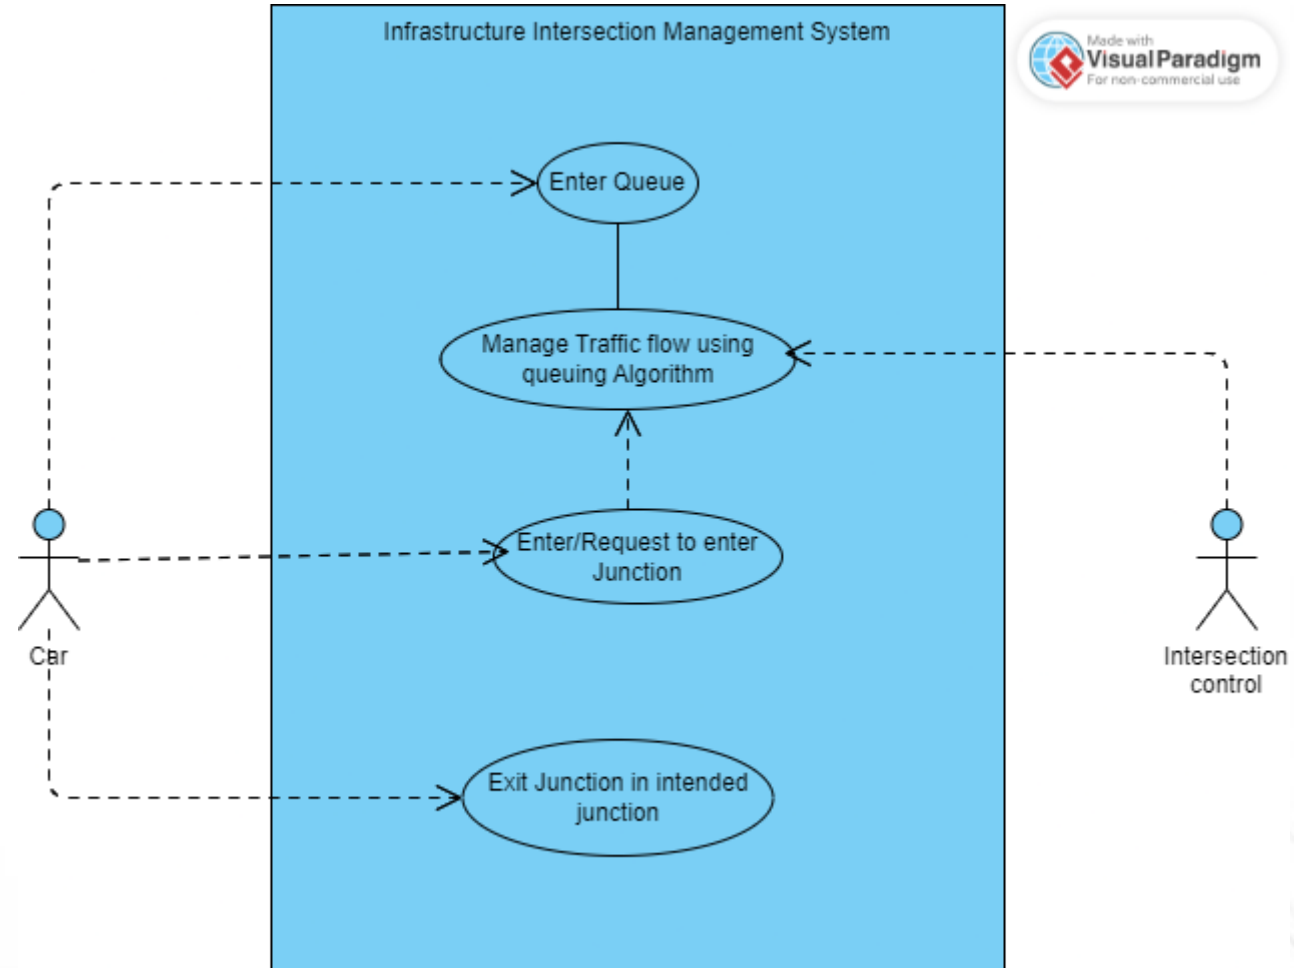 Infrastructure Intersection Management System
Made with
Visual Paradigm
For non-commercial use
Enter Queue
Manage Traffic flow using
queuing Algorithm
Enter/Request to enter
Junction
Car
Intersection
control
Exit Junction in intended
junction